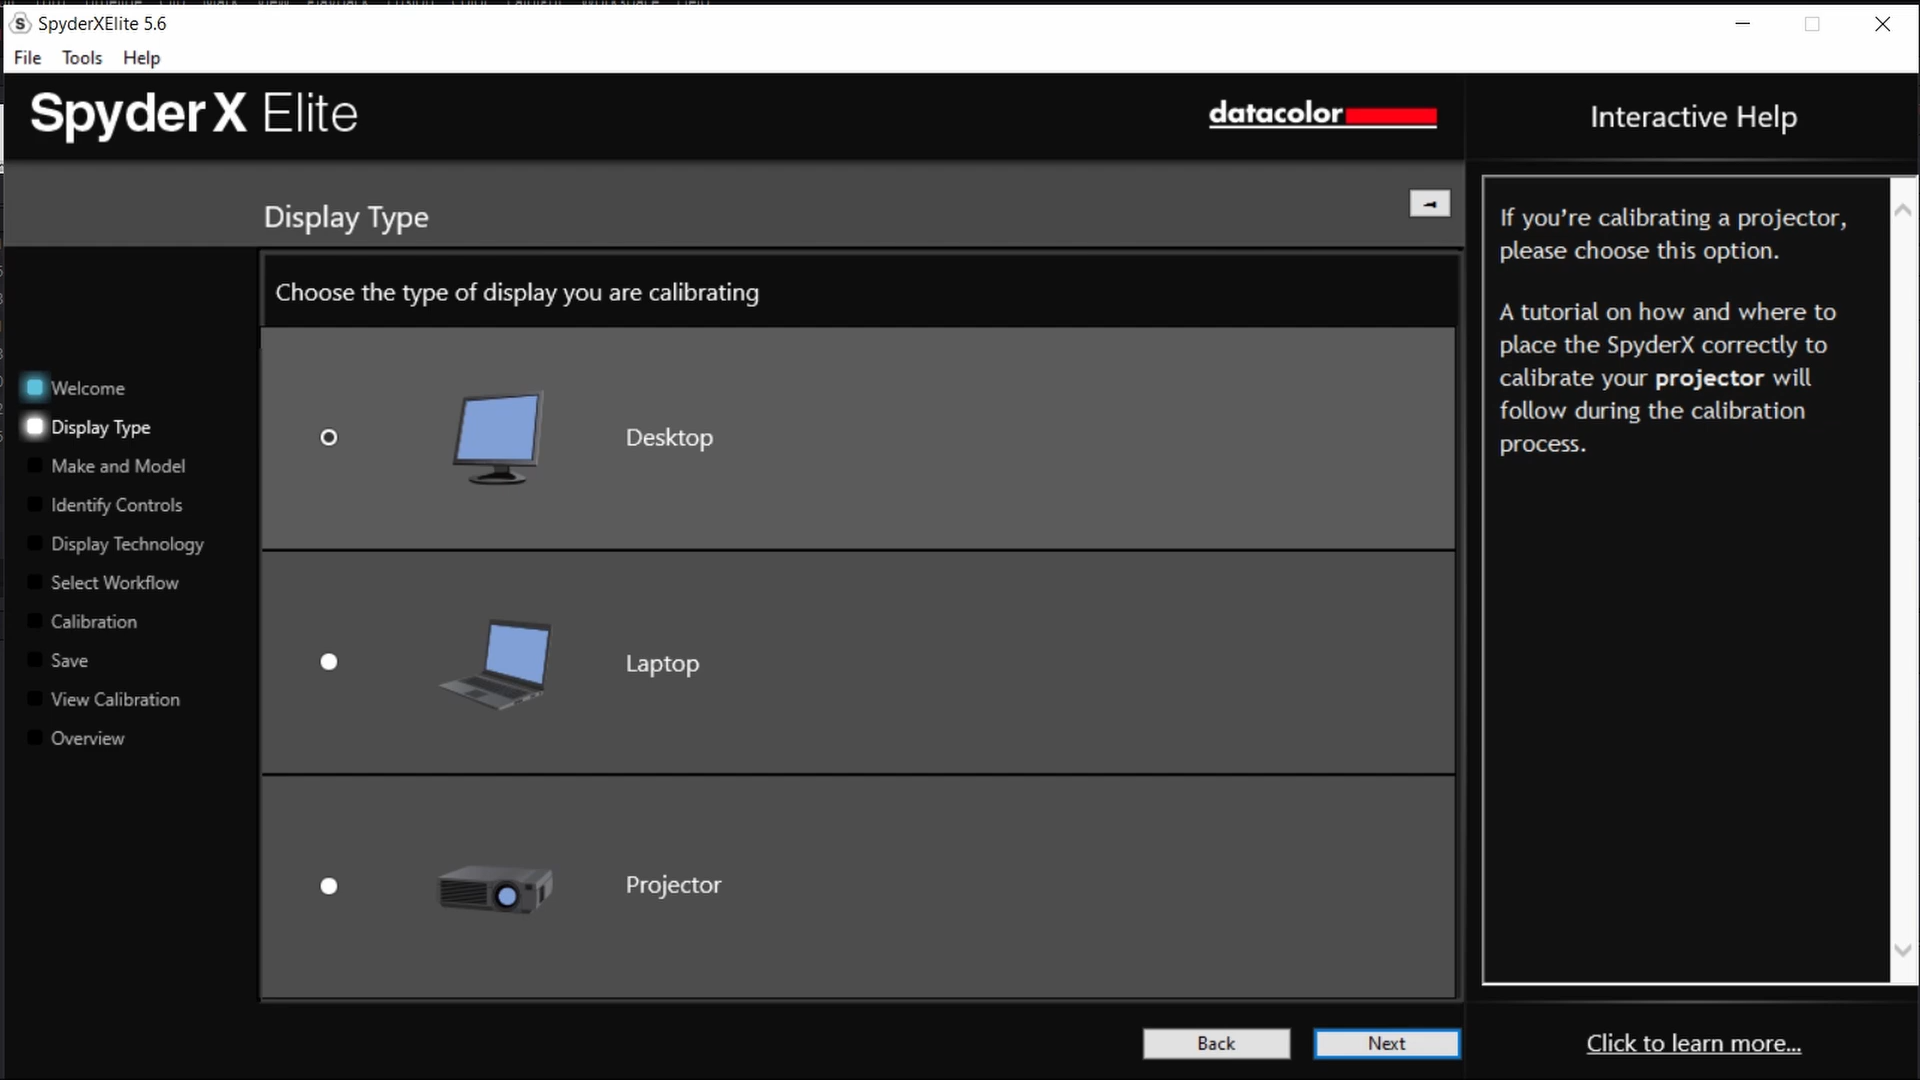 SpyderXElite 5.6
File Tools Help
SpyderX Elite
datacolor
Interactive Help
Display Type
Choose the type of display you are calibrating
Welcome
Display Type
Make and Model
Identify Controls
Display Technology
Select Workflow
Calibration
Save
View Calibration
Overview
Desktop
Laptop
Projector
If you’re calibrating a projector,
please choose this option.
A tutorial on how and where to
place the SpyderX correctly to
calibrate your projector will
follow during the calibration
process.
Back
Next
Click to learn more...